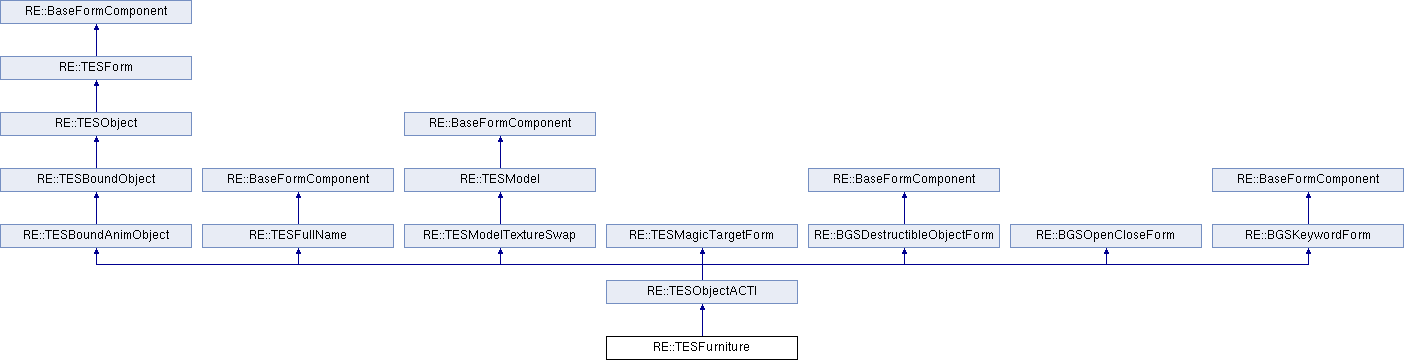 RE::BaseFormComponent
RE::TESForm
RE::TESObject
RE::BaseFormComponent
RE::TESBoundObject
RE::BaseFormComponent
RE::TESModel
RE::BaseFormComponent
RE::BaseFormComponent
RE::TESBoundAnimObject
RE::TESFullName
RE::TESModelTextureSwap
RE::TESMagicTargetForm
RE::BGSDestructibleObjectForm
RE::BGSOpenCloseForm
RE::BGSKeywordForm
RE::TESObjectACTI
RE::TESFurniture